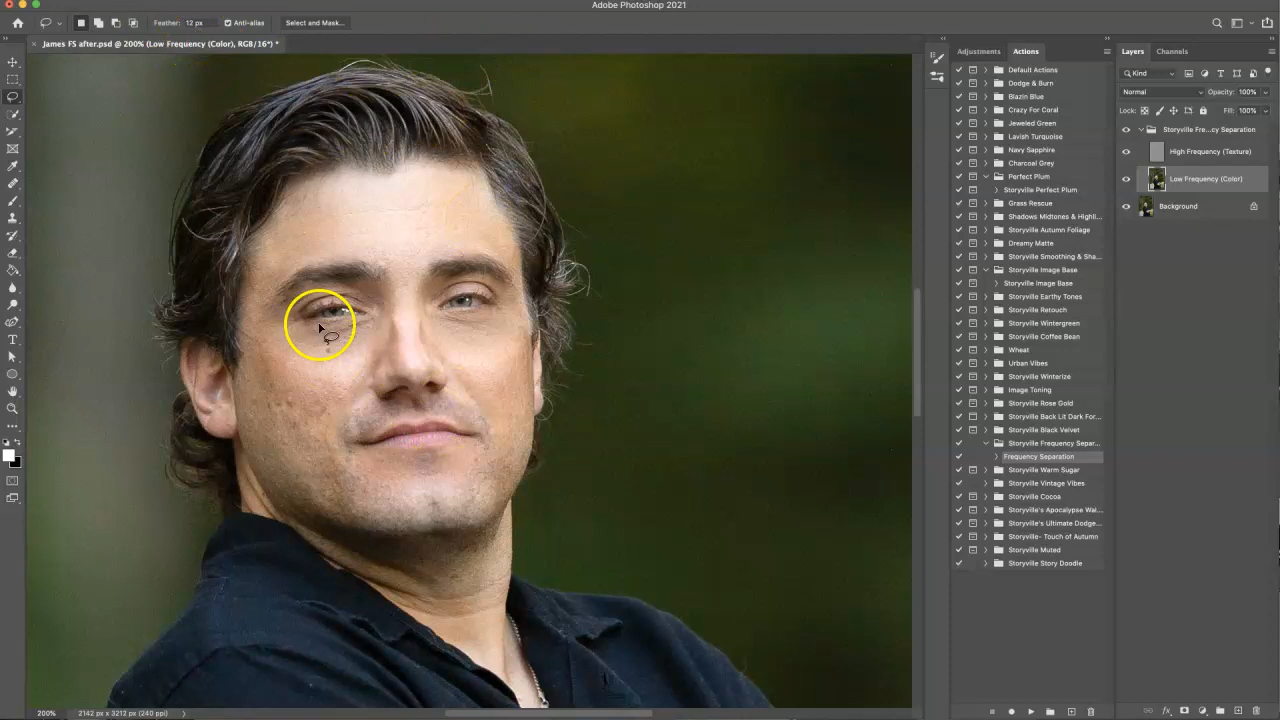 Adobe Photoshop 2021
Feather: 12 px
Anti-alias
Select and Mask...
James FS after.psd @ 200% (Low Frequency (Color), RGB/16*) *
Adjustments
Actions
Default Actions
Dodge & Burn
Blazin Blue
Crazy For Coral
Jeweled Green
Lavish Turquoise
Navy Sapphire
Charcoal Grey
Perfect Plum
Storyville Perfect Plum
Grass Rescue
Shadows Midtones & Highli...
Storyville Autumn Foliage
Dreamy Matte
Storyville Smoothing & Sha...
Storyville Image Base
Storyville Image Base
Storyville Earthy Tones
Storyville Retouch
Storyville Wintergreen
Storyville Coffee Bean
Wheat
Urban Vibes
Storyville Winterize
Image Toning
Storyville Rose Gold
Storyville Back Lit Dark For...
Storyville Black Velvet
Storyville Frequency Separ...
Frequency Separation
Storyville Warm Sugar
Storyville Vintage Vibes
Storyville Cocoa
Storyville's Apocalypse Wal...
Storyville's Ultimate Dodge...
Storyville- Touch of Autumn
Storyville Muted
Storyville Story Doodle
Layers
Channels
Kind
Normal
Opacity: 100%
Lock:
Fill: 100%
Storyville Fre...cy Separation
High Frequency (Texture)
Low Frequency (Color)
Background
200%
2142 px x 3212 px (240 ppi)